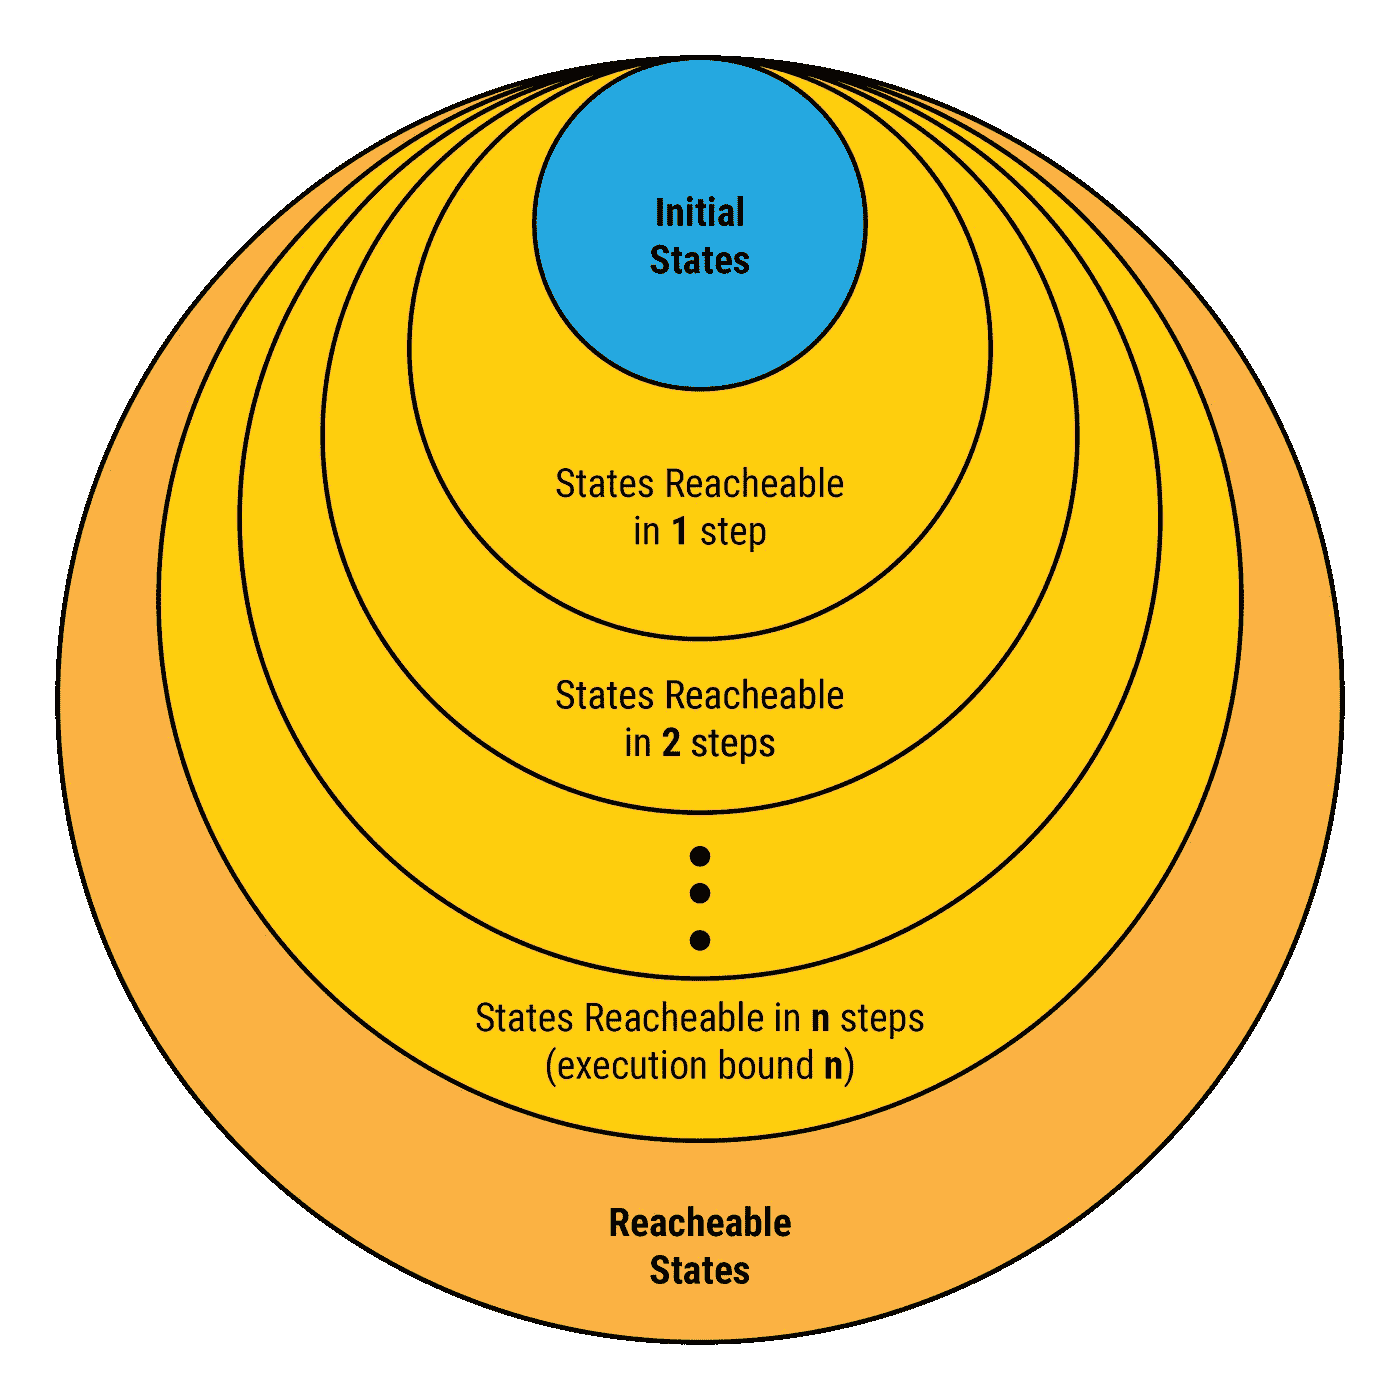 Initial
States
States Reacheable
in 1 step
States Reacheable
in 2 steps
States Reacheable in n steps
(execution bound n)
Reacheable
States